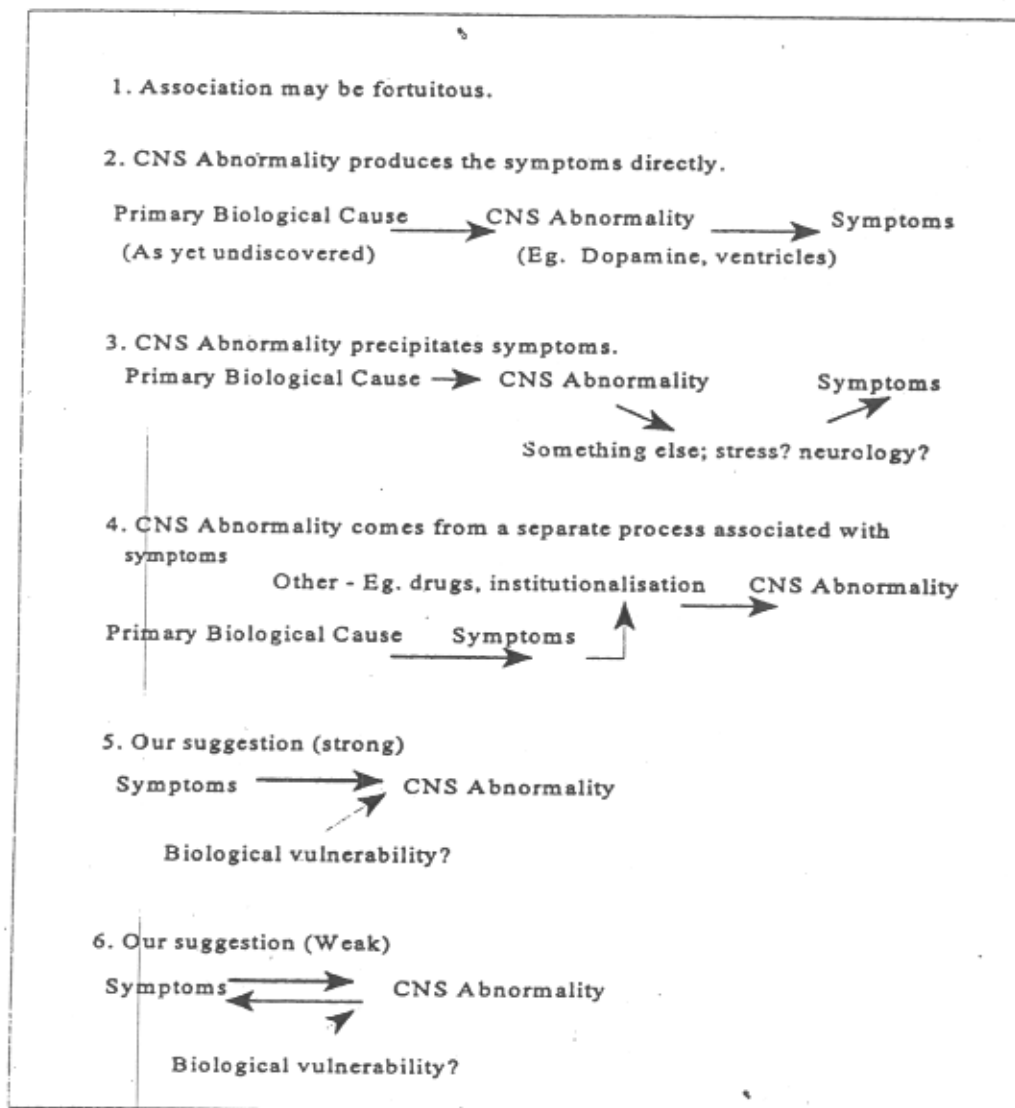 1. Association may be fortuitous.
2. CNS Abnormality produces the symptoms directly.
Primary Biological Cause CNS Abnormality Symptoms
(As yet undiscovered) (Eg. Dopamine, ventricles)
3. CNS Abnormality precipitates symptoms.
Primary Biological Cause CNS Abnormality Symptoms
Something else; stress? neurology?
4. CNS Abnormality comes from a separate process associated with
symptoms
Other - Eg. drugs, institutionalisation CNS Abnormality
Primary Biological Cause Symptoms
5. Our suggestion (strong)
Symptoms CNS Abnormality
Biological vulnerability?
6. Our suggestion (Weak)
Symptoms CNS Abnormality
Biological vulnerability?